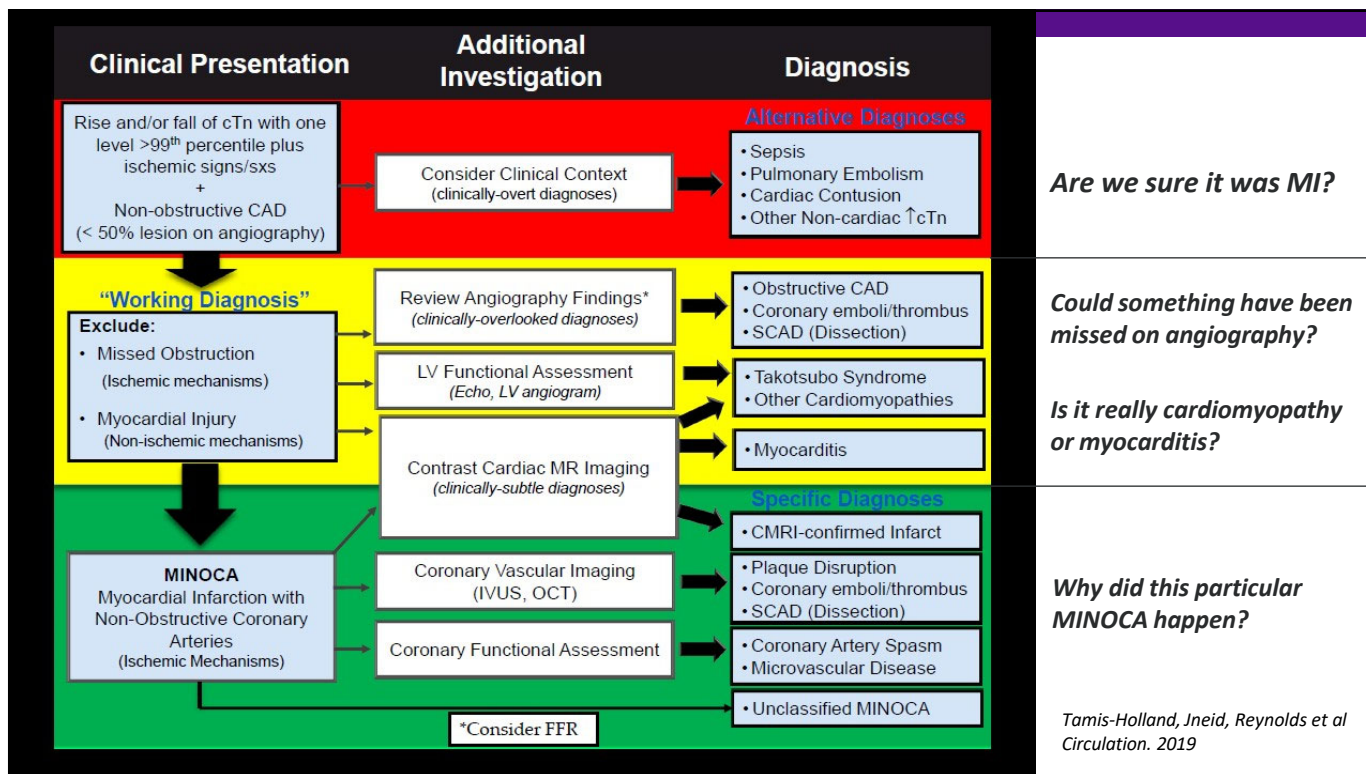 Clinical Presentation
Additional
Investigation
Diagnosis
Rise and/or fall of cTn with one
level >99th percentile plus
ischemic signs/sxs
+
Non-obstructive CAD
(< 50% lesion on angiography)
Consider Clinical Context
(clinically-overt diagnoses)
Alternative Diagnoses
• Sepsis
• Pulmonary Embolism
• Cardiac Contusion
• Other Non-cardiac ↑cTn
Are we sure it was MI?
“Working Diagnosis”
Exclude:
• Missed Obstruction
(Ischemic mechanisms)
• Myocardial Injury
(Non-ischemic mechanisms)
Review Angiography Findings*
(clinically-overlooked diagnoses)
LV Functional Assessment
(Echo, LV angiogram)
Contrast Cardiac MR Imaging
(clinically-subtle diagnoses)
• Obstructive CAD
• Coronary emboli/thrombus
• SCAD (Dissection)
• Takotsubo Syndrome
• Other Cardiomyopathies
• Myocarditis
Could something have been
missed on angiography?
Is it really cardiomyopathy
or myocarditis?
MINOCA
Myocardial Infarction with
Non-Obstructive Coronary
Arteries
(Ischemic Mechanisms)
Coronary Vascular Imaging
(IVUS, OCT)
Coronary Functional Assessment
*Consider FFR
Specific Diagnoses
• CMRI-confirmed Infarct
• Plaque Disruption
• Coronary emboli/thrombus
• SCAD (Dissection)
• Coronary Artery Spasm
• Microvascular Disease
• Unclassified MINOCA
Why did this particular
MINOCA happen?
Tamis-Holland, Jneid, Reynolds et al
Circulation. 2019